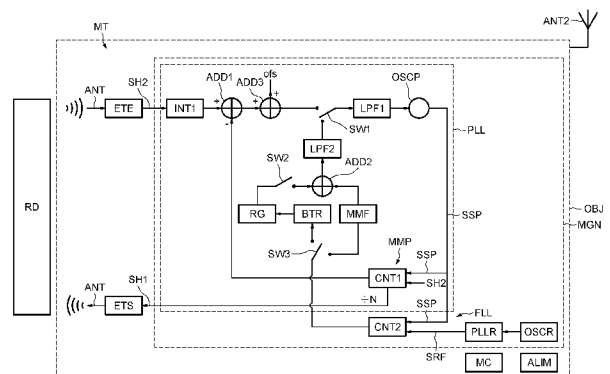 MT
ANT2
ANT
SH2
ADD1
ADD3
ofs
OSCP
ETE
INT1
+
+
+
-
LPF1
SW1
PLL
LPF2
SW2
ADD2
RD
RG
BTR
MMF
SSP
OBJ
MGN
SW3
MMP
SSP
CNT1
SH2
ANT
SH1
÷N
ETS
FLL
SSP
CNT2
PLLR
OSCR
SRF
MC
ALIM